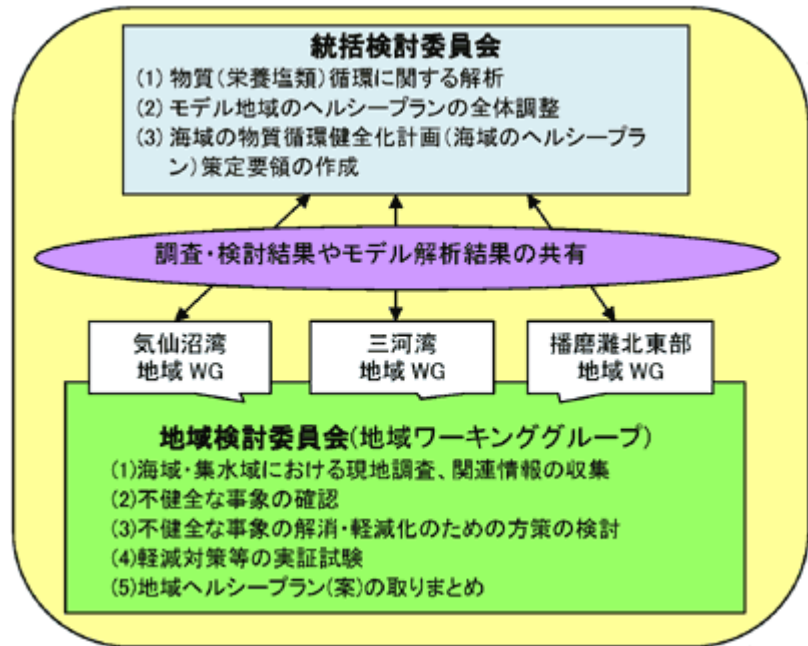 統括検討委員会
(1) 物質(栄養塩類)循環に関する解析
(2) モデル地域のヘルシープランの全体調整
(3) 海域の物質循環健全化計画(海域のヘルシープラ
ン)策定要領の作成
調査・検討結果やモデル解析結果の共有
気仙沼湾
地域 WG
三河湾
地域 WG
播磨灘北東部
地域 WG
地域検討委員会(地域ワーキンググループ)
(1)海域・集水域における現地調査、関連情報の収集
(2)不健全な事象の確認
(3)不健全な事象の解消・軽減化のための方策の検討
(4)軽減対策等の実証試験
(5)地域ヘルシープラン(案)の取りまとめ